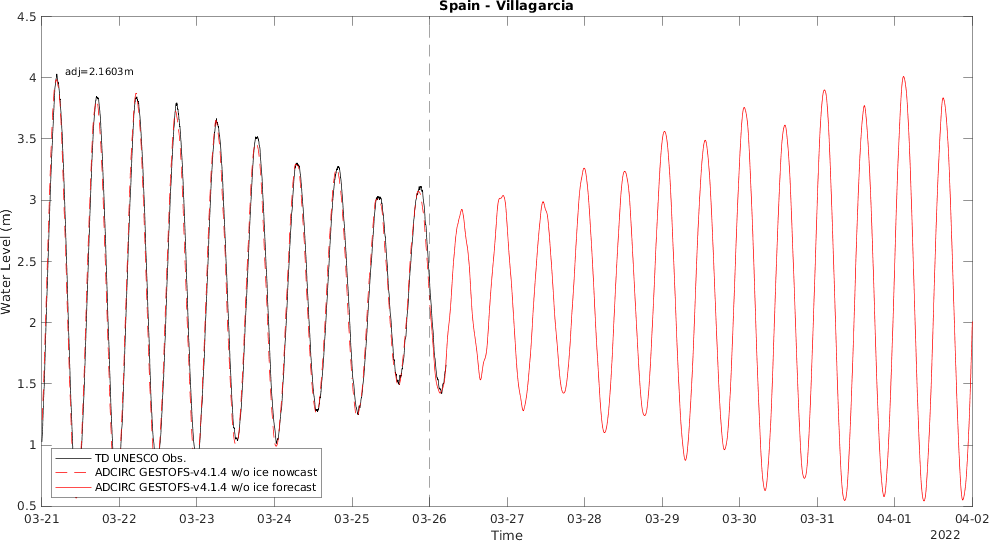 Spain - Villagarcia
adj=2.1603m
Water Level (m)
4.5
4
3.5
3
2.5
2
1.5
1
0.5
TD UNESCO Obs.
ADCIRC GESTOFS-v4.1.4 w/o ice nowcast
ADCIRC GESTOFS-v4.1.4 w/o ice forecast
03-21 03-22 03-23 03-24 03-25 03-26 03-27 03-28 03-29 03-30 03-31 04-01 04-02
Time
2022